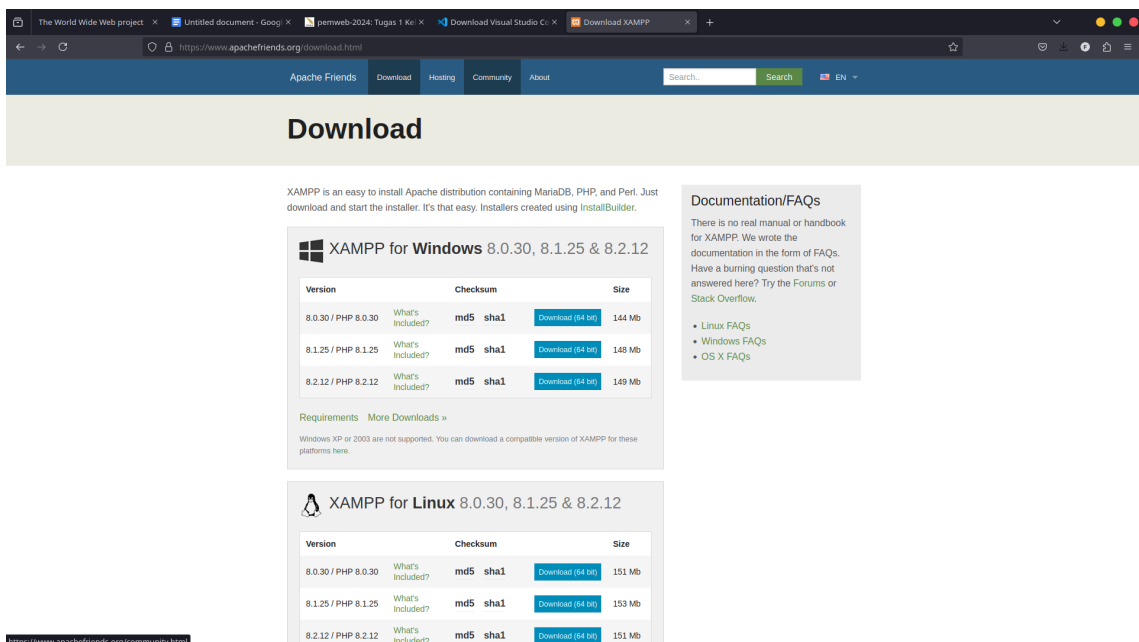 The World Wide Web project
Untitled document - Googl
pemweb-2024: Tugas 1 Kel
Download Visual Studio Co
Download XAMPP
https://www.apachefriends.org/download.html
Apache Friends
Download
Hosting
Community
About
Search..
Search
EN
Download
XAMPP is an easy to install Apache distribution containing MariaDB, PHP, and Perl. Just
download and start the installer. It's that easy. Installers created using InstallBuilder.
XAMPP for Windows 8.0.30, 8.1.25 & 8.2.12
Version Checksum Size
8.0.30 / PHP 8.0.30 What's Included? md5 sha1 Download (64 bit) 144 Mb
8.1.25 / PHP 8.1.25 What's Included? md5 sha1 Download (64 bit) 148 Mb
8.2.12 / PHP 8.2.12 What's Included? md5 sha1 Download (64 bit) 149 Mb
Requirements More Downloads »
Windows XP or 2003 are not supported. You can download a compatible version of XAMPP for these
platforms here.
XAMPP for Linux 8.0.30, 8.1.25 & 8.2.12
Version Checksum Size
8.0.30 / PHP 8.0.30 What's Included? md5 sha1 Download (64 bit) 151 Mb
8.1.25 / PHP 8.1.25 What's Included? md5 sha1 Download (64 bit) 153 Mb
8.2.12 / PHP 8.2.12 What's Included? md5 sha1 Download (64 bit) 151 Mb
Documentation/FAQs
There is no real manual or handbook
for XAMPP. We wrote the
documentation in the form of FAQs.
Have a burning question that's not
answered here? Try the Forums or
Stack Overflow.
• Linux FAQs
• Windows FAQs
• OS X FAQs
https://www.apachefriends.org/community.html